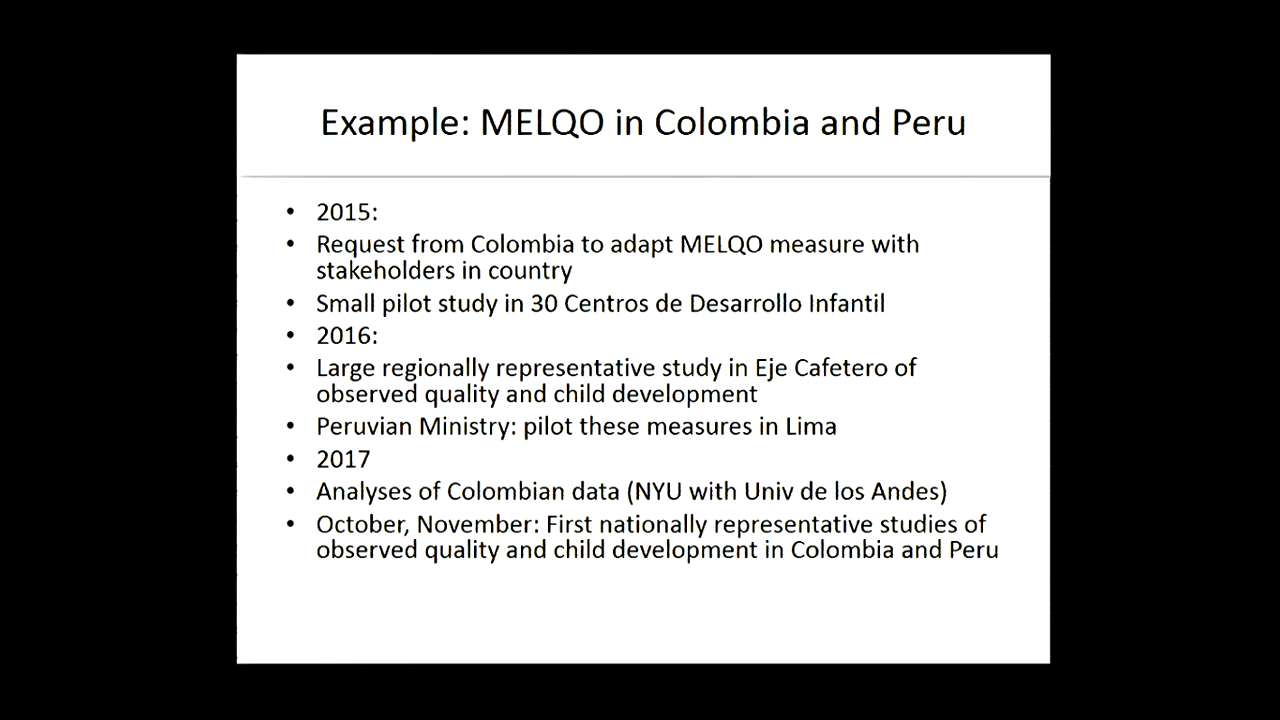 Example: MELQO in Colombia and Peru
• 2015:
• Request from Colombia to adapt MELQO measure with
stakeholders in country
• Small pilot study in 30 Centros de Desarrollo Infantil
• 2016:
• Large regionally representative study in Eje Cafetero of
observed quality and child development
• Peruvian Ministry: pilot these measures in Lima
• 2017
• Analyses of Colombian data (NYU with Univ de los Andes)
• October, November: First nationally representative studies of
observed quality and child development in Colombia and Peru